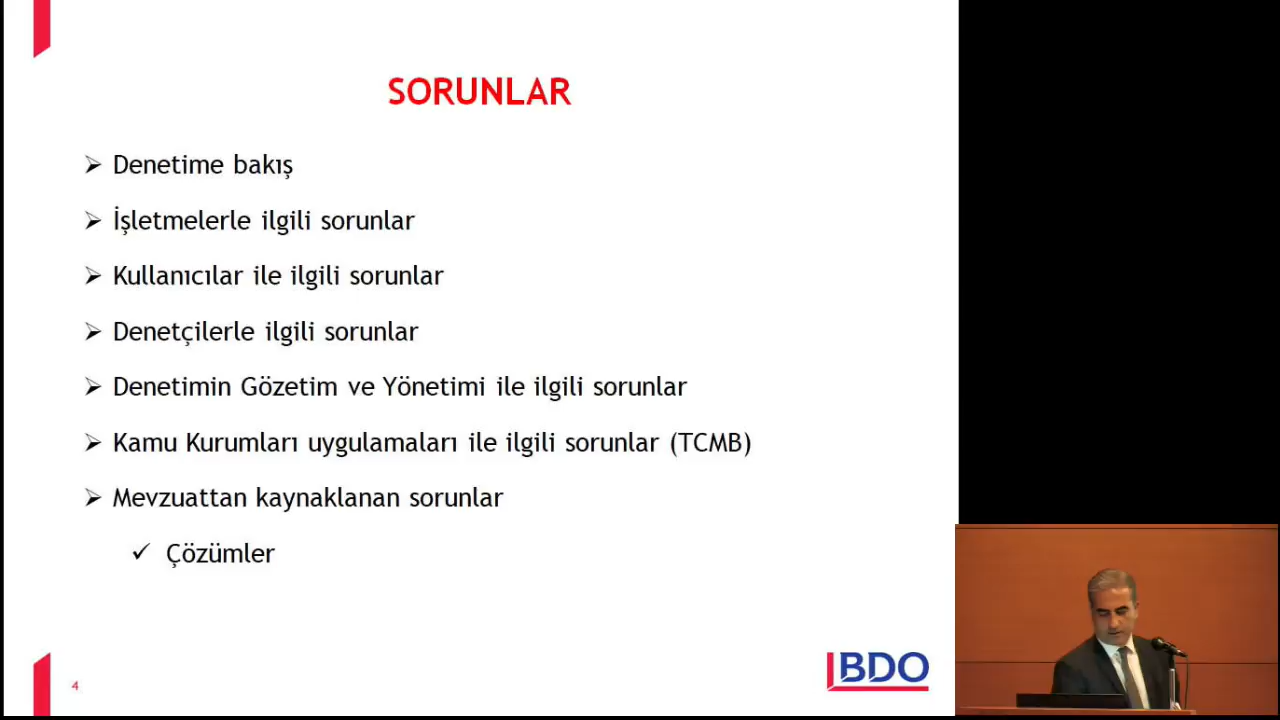 SORUNLAR
Denetime bakış
İşletmelerle ilgili sorunlar
Kullanıcılar ile ilgili sorunlar
Denetçilerle ilgili sorunlar
Denetimin Gözetim ve Yönetimi ile ilgili sorunlar
Kamu Kurumları uygulamaları ile ilgili sorunlar (TCMB)
Mevzuattan kaynaklanan sorunlar
Çözümler
4
BDO